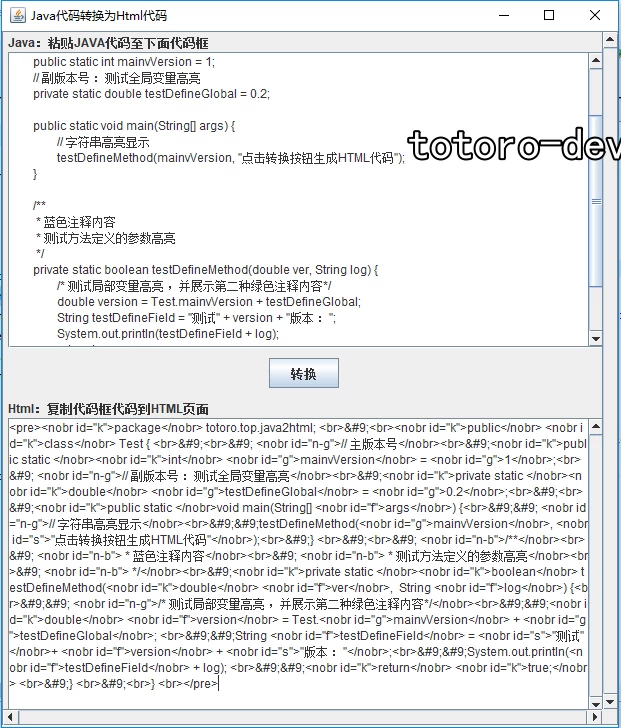 Java代码转换为Html代码
Java：粘贴JAVA代码至下面代码框
public static int mainvVersion = 1;
// 副版本号 ：测试全局变量高亮
private static double testDefineGlobal = 0.2;
public static void main(String[] args) {
// 字符串高亮显示
testDefineMethod(mainvVersion, "点击转换按钮生成HTML代码");
}
totoro-dev
/**
* 蓝色注释内容
* 测试方法定义的参数高亮
*/
private static boolean testDefineMethod(double ver, String log) {
/* 测试局部变量高亮 ，并展示第二种绿色注释内容*/
double version = Test.mainvVersion + testDefineGlobal;
String testDefineField = "测试" + version + "版本 ：";
System.out.println(testDefineField + log);
转换
Html：复制代码框代码到HTML页面
<pre><nobr id="k">package</nobr> totoro.top.java2html; <br>&#9;<br><nobr id="k">public</nobr> <nobr i
d="k">class</nobr> Test { <br>&#9;<br>&#9; <nobr id="n-g">// 主版本号</nobr><br>&#9;<nobr id="k">publ
ic static </nobr><nobr id="k">int</nobr> <nobr id="g">mainvVersion</nobr> = <nobr id="g">1</nobr>;<br>
&#9; <nobr id="n-g">// 副版本号 ：测试全局变量高亮</nobr><br>&#9;<nobr id="k">private static </nobr><n
obr id="k">double</nobr> <nobr id="g">testDefineGlobal</nobr> = <nobr id="g">0.2</nobr>;<br>&#9;<br>
&#9;<nobr id="k">public static </nobr>void main(String[] <nobr id="f">args</nobr>) {<br>&#9;&#9; <nobr id
="n-g">// 字符串高亮显示</nobr><br>&#9;&#9;testDefineMethod(<nobr id="g">mainvVersion</nobr>, <nobr
id="s">"点击转换按钮生成HTML代码"</nobr>);<br>&#9;} <br>&#9;<br>&#9; <nobr id="n-b">/**</nobr><br>
&#9; <nobr id="n-b"> * 蓝色注释内容</nobr><br>&#9; <nobr id="n-b"> * 测试方法定义的参数高亮</nobr><br
>&#9; <nobr id="n-b"> */</nobr><br>&#9;<nobr id="k">private static </nobr><nobr id="k">boolean</nobr> t
estDefineMethod(<nobr id="k">double</nobr> <nobr id="f">ver</nobr>, String <nobr id="f">log</nobr>) {<b
r>&#9;&#9; <nobr id="n-g">/* 测试局部变量高亮 ，并展示第二种绿色注释内容*/</nobr><br>&#9;&#9;<nobr i
d="k">double</nobr> <nobr id="f">version</nobr> = Test.<nobr id="g">mainvVersion</nobr> + <nobr id="
g">testDefineGlobal</nobr>; <br>&#9;&#9;String <nobr id="f">testDefineField</nobr> = <nobr id="s">"测试"
</nobr>+ <nobr id="f">version</nobr> + <nobr id="s">"版本 ："</nobr>;<br>&#9;&#9;System.out.println(<n
obr id="f">testDefineField</nobr> + log); <br>&#9;&#9;<nobr id="k">return</nobr> <nobr id="k">true;</nobr
> <br>&#9;} <br>&#9;<br>} <br></pre>